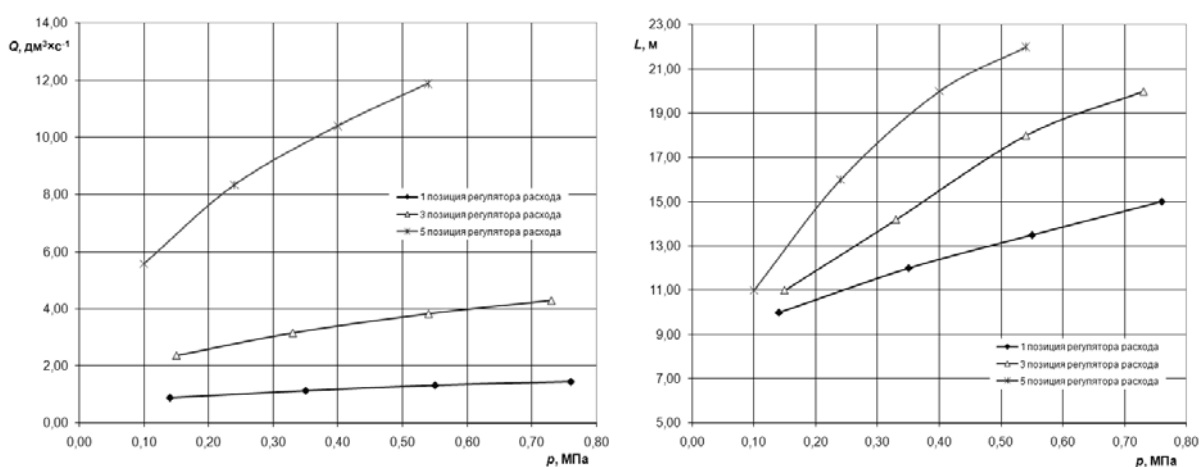 14,00
Q, дм³×с⁻¹
12,00
10,00
8,00
6,00
4,00
2,00
0,00
1 позиция регулятора расхода
3 позиция регулятора расхода
5 позиция регулятора расхода
0,00 0,10 0,20 0,30 0,40 0,50 0,60 0,70 0,80
p, МПа
23,00
L, м
21,00
19,00
17,00
15,00
13,00
11,00
9,00
7,00
5,00
1 позиция регулятора расхода
3 позиция регулятора расхода
5 позиция регулятора расхода
0,00 0,10 0,20 0,30 0,40 0,50 0,60 0,70 0,80
p, МПа